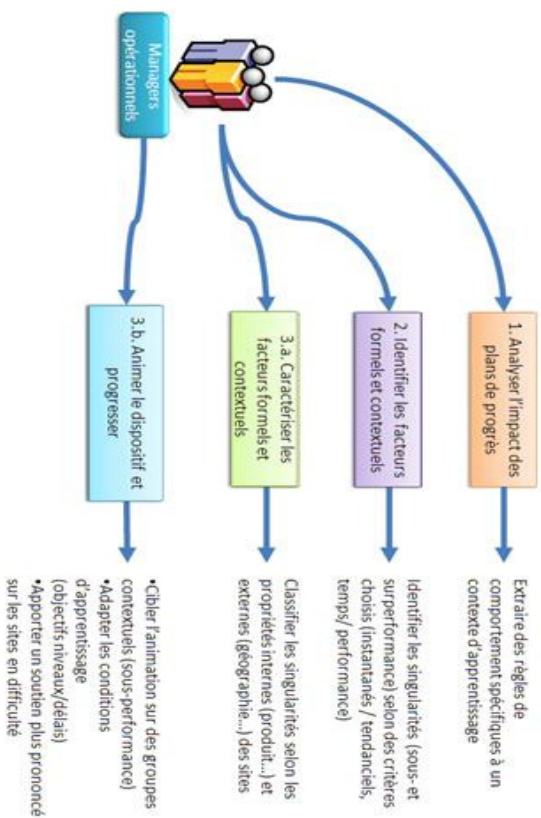 Managers
opérationnels
1. Analyser l'impact des
plans de progrès
Extraire des règles de
comportement spécifiques à un
contexte d'apprentissage
2. Identifier les facteurs
formels et contextuels
Identifier les singularités (sous- et
surperformance) selon des critères
choisis (instantanés / tendanciels,
temps/ performance)
3.a. Caractériser les
facteurs formels et
contextuels
Classifier les singularités selon les
propriétés internes (produit...) et
externes (géographie...) des sites
3.b. Animer le dispositif et
progresser
•Cibler l'animation sur des groupes
contextuels (sous-performance)
•Adapter les conditions
d'apprentissage
(objectifs niveaux/délais)
•Apporter un soutien plus prononcé
sur les sites en difficulté